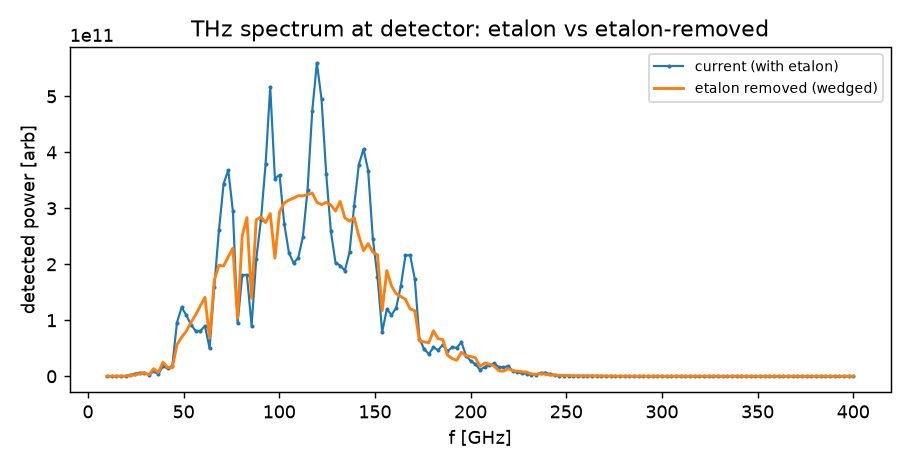 THz spectrum at detector: etalon vs etalon-removed
1e11
current (with etalon)
etalon removed (wedged)
detected power [arb]
5
4
3
2
1
0
0 50 100 150 200 250 300 350 400
f [GHz]